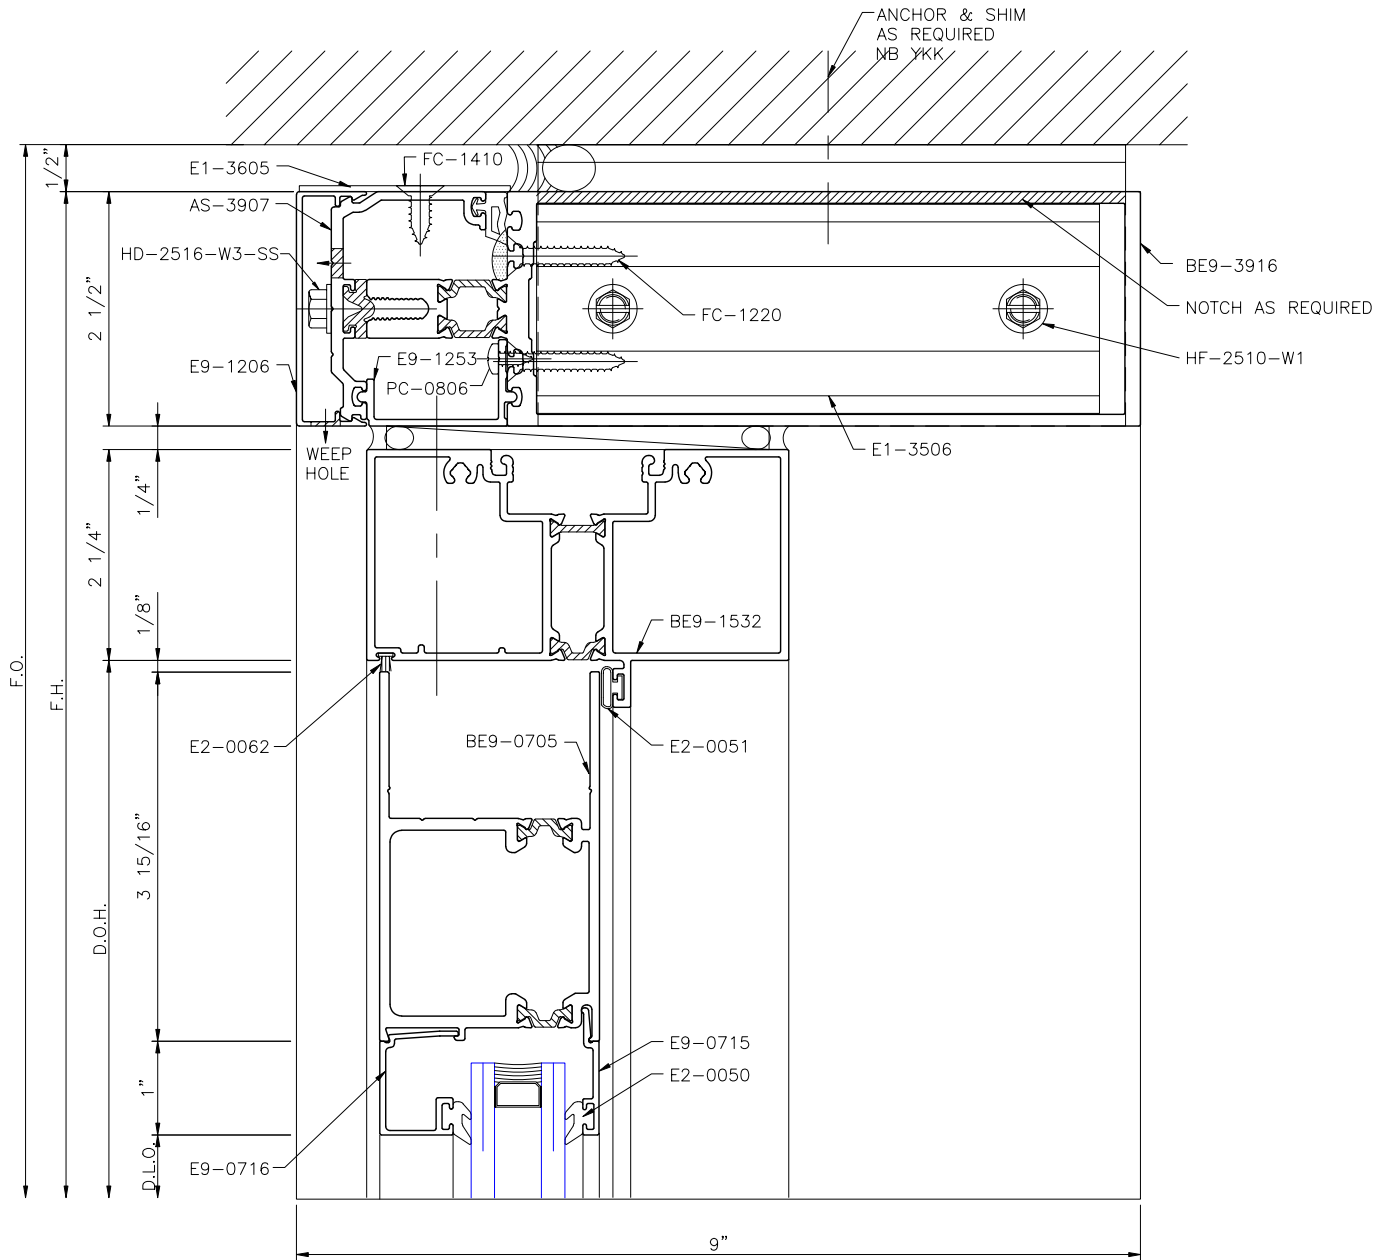 ANCHOR & SHIM
AS REQUIRED
NB YKK
1/2"
E1-3605
FC-1410
AS-3907
HD-2516-W3-SS
BE9-3916
2 1/2"
NOTCH AS REQUIRED
FC-1220
E9-1253
HF-2510-W1
E9-1206
PC-0806
WEEP
HOLE
E1-3506
1/4"
2 1/4"
1/8"
BE9-1532
F.O.
F.H.
E2-0062
BE9-0705
E2-0051
3 15/16"
D.O.H.
E9-0715
E2-0050
1"
D.L.O.
E9-0716
9"